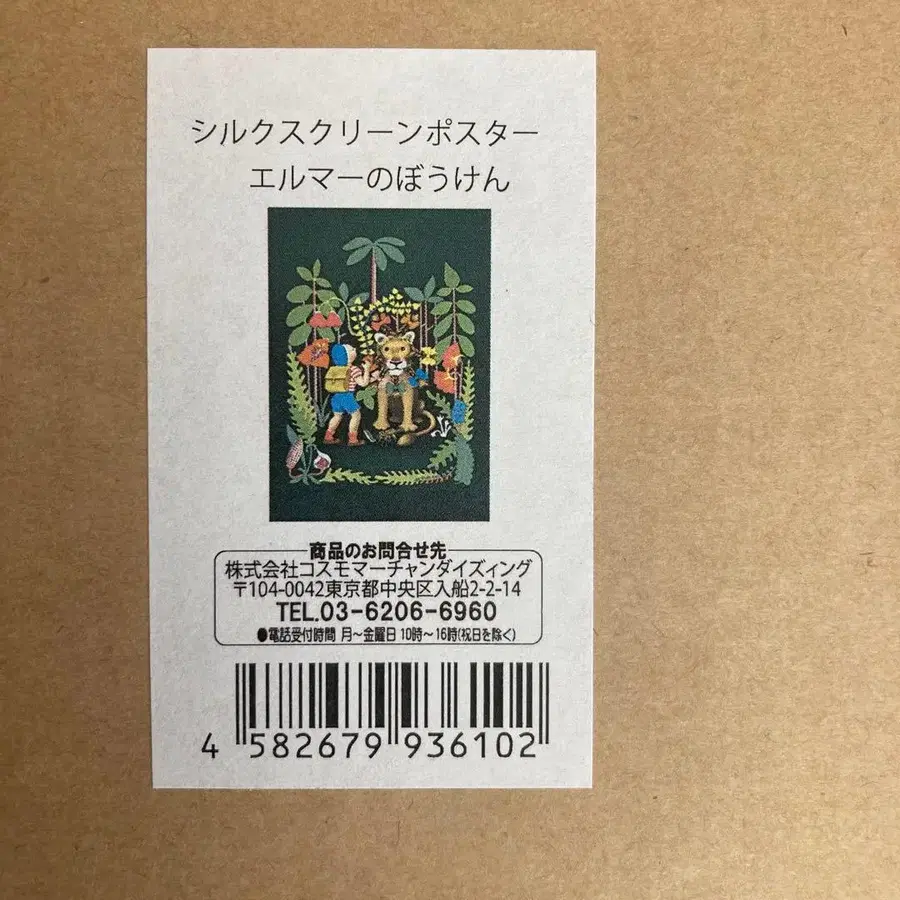 シルクスクリーンポスター
エルマーのぼうけん
商品のお問合せ先
株式会社コスモマーチャンダイズィング
〒104-0042東京都中央区入船2-2-14
TEL.03-6206-6960
●電話受付時間 月～金曜日 10時～16時(祝日を除く)
4 582679 936102